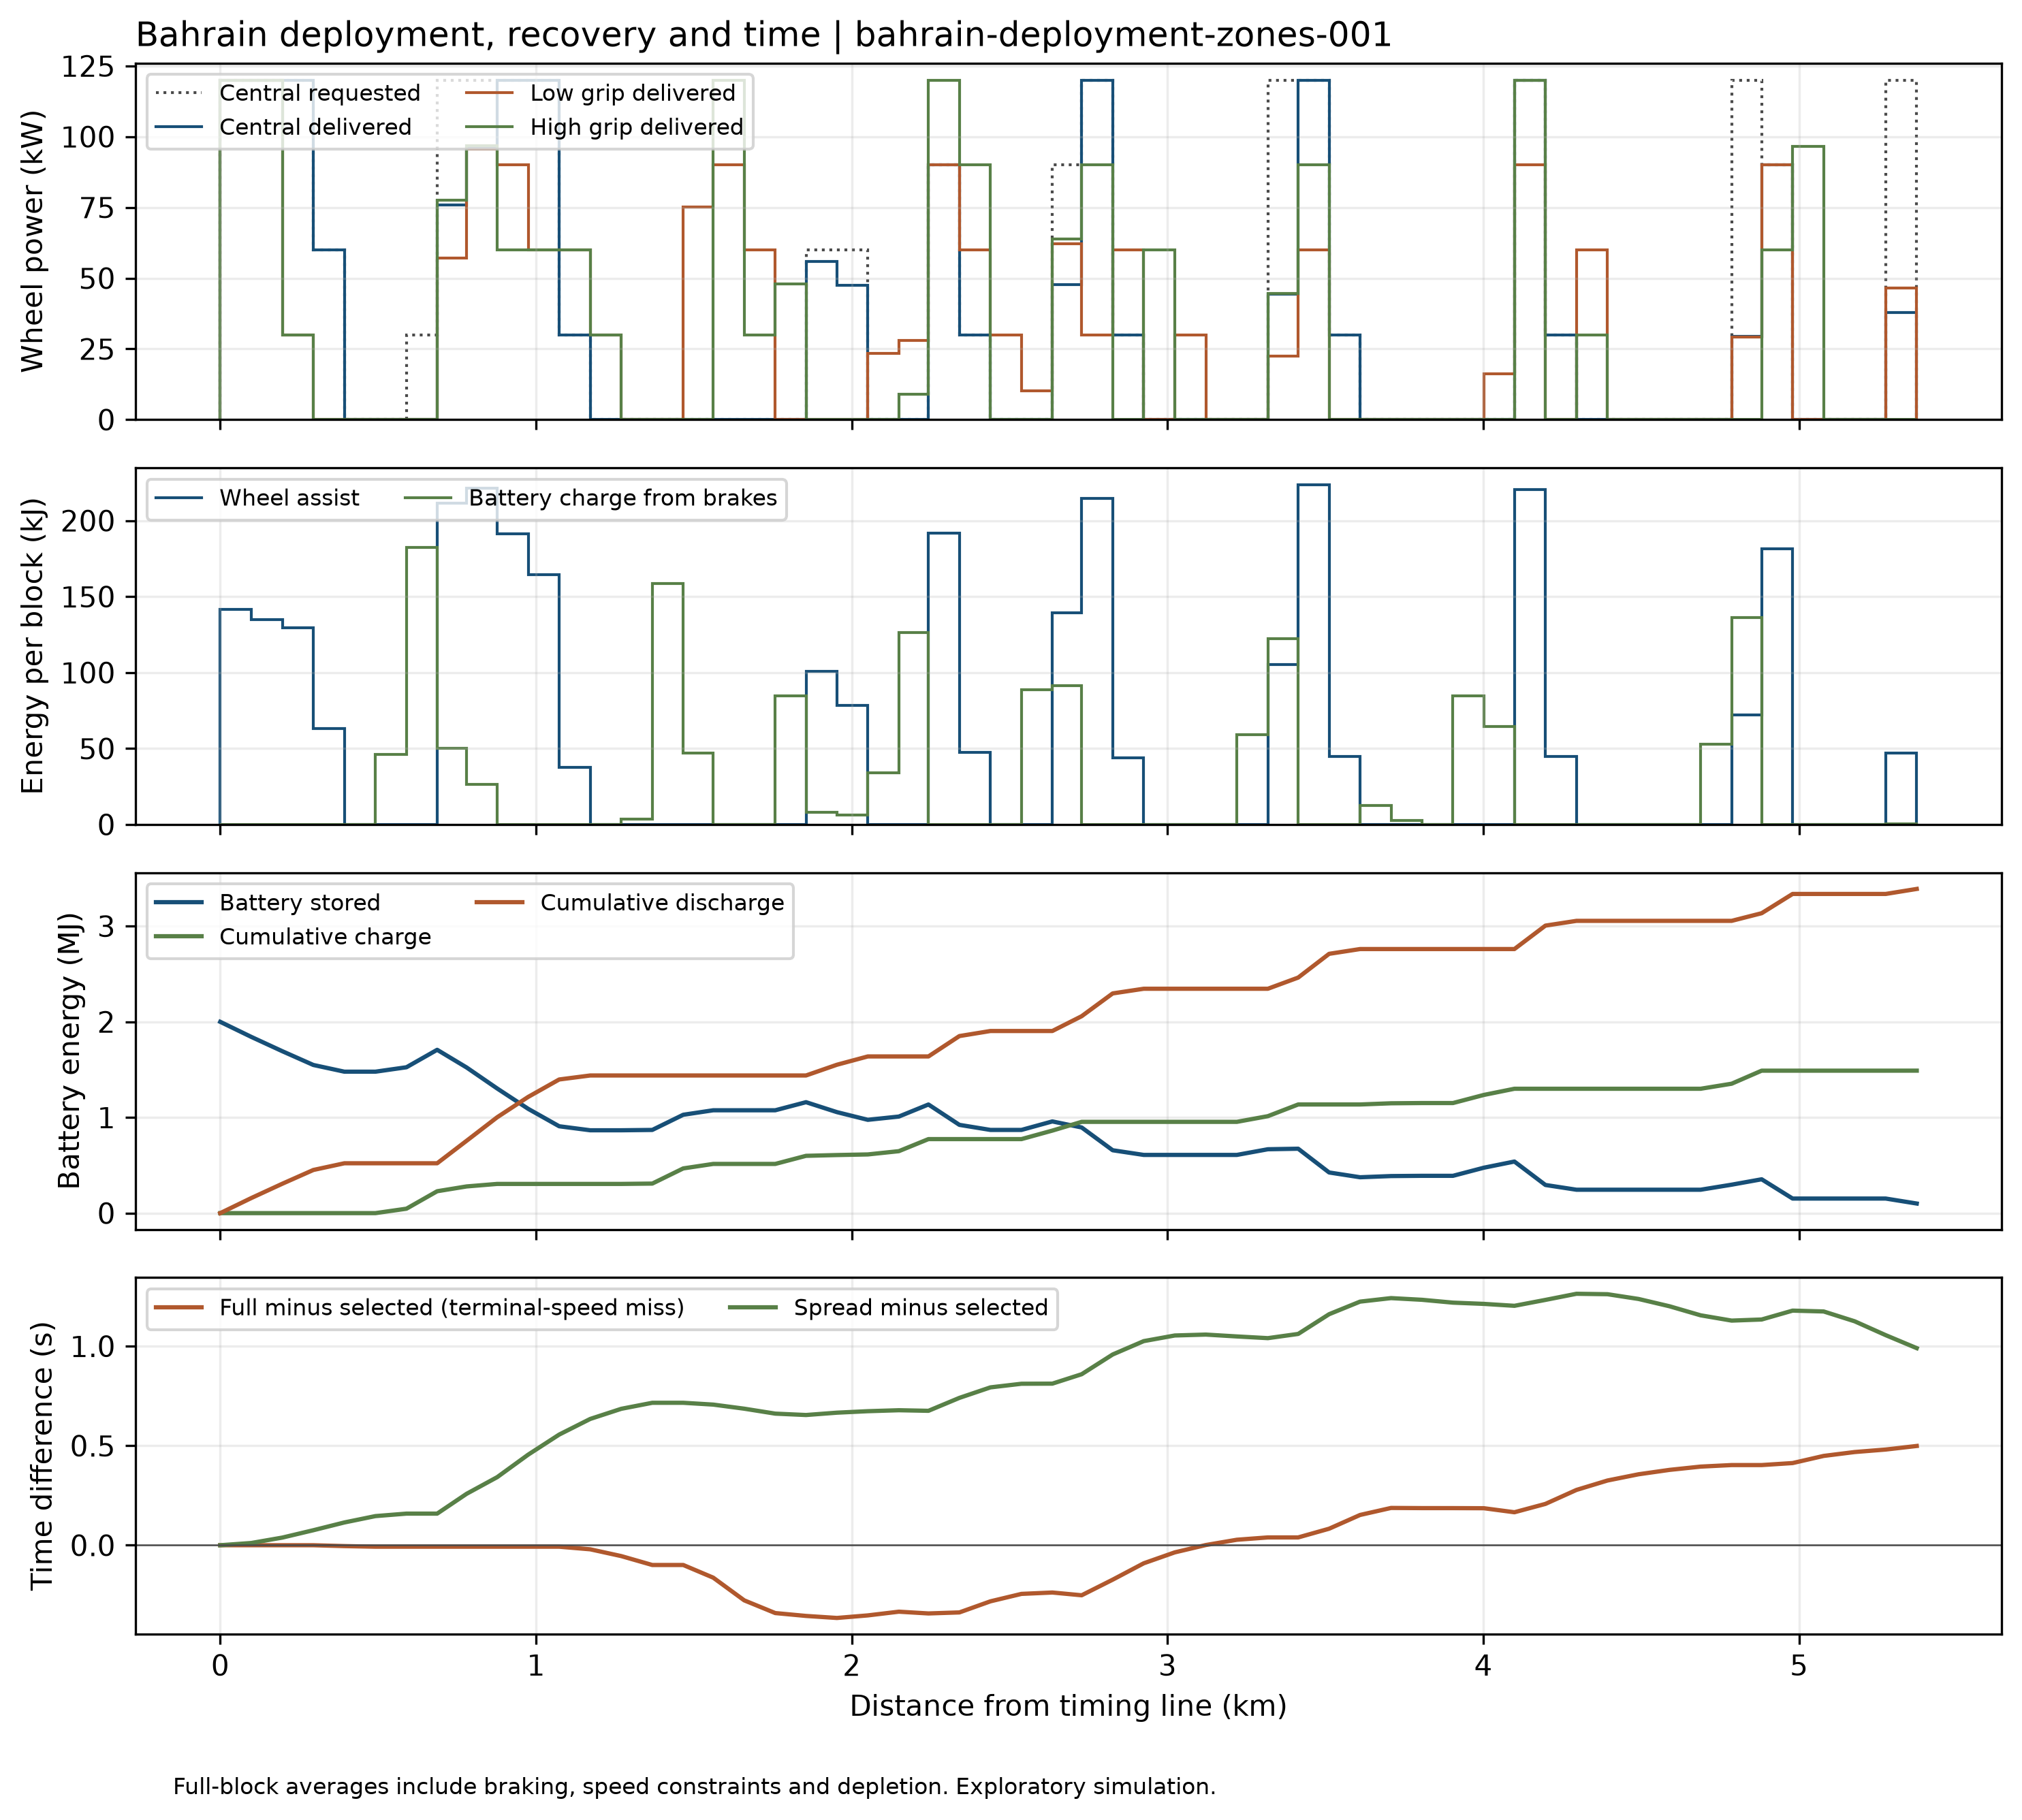 Bahrain deployment, recovery and time | bahrain-deployment-zones-001
125
100
75
50
25
0
Wheel power (kW)
Central requested
Central delivered
Low grip delivered
High grip delivered
200
150
100
50
0
Energy per block (kJ)
Wheel assist
Battery charge from brakes
3
2
1
0
Battery energy (MJ)
Battery stored
Cumulative charge
Cumulative discharge
1.0
0.5
0.0
Time difference (s)
Full minus selected (terminal-speed miss)
Spread minus selected
0 1 2 3 4 5
Distance from timing line (km)
Full-block averages include braking, speed constraints and depletion. Exploratory simulation.